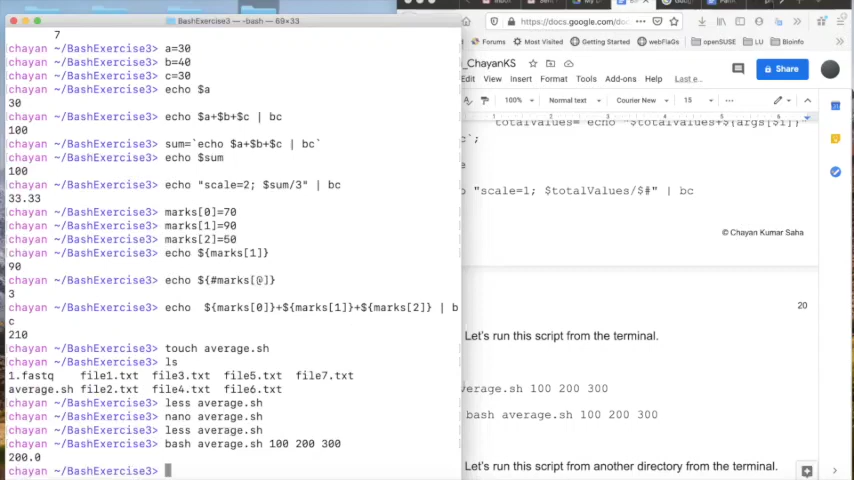 BashExercise3 — -bash — 69×33
7
chayan ~/BashExercise3> a=30
chayan ~/BashExercise3> b=40
chayan ~/BashExercise3> c=30
chayan ~/BashExercise3> echo $a
30
chayan ~/BashExercise3> echo $a+$b+$c | bc
100
chayan ~/BashExercise3> sum=`echo $a+$b+$c | bc`
chayan ~/BashExercise3> echo $sum
100
chayan ~/BashExercise3> echo "scale=2; $sum/3" | bc
33.33
chayan ~/BashExercise3> marks[0]=70
chayan ~/BashExercise3> marks[1]=90
chayan ~/BashExercise3> marks[2]=50
chayan ~/BashExercise3> echo ${marks[1]}
90
chayan ~/BashExercise3> echo ${#marks[@]}
3
chayan ~/BashExercise3> echo  ${marks[0]}+${marks[1]}+${marks[2]} | b
c
210
chayan ~/BashExercise3> touch average.sh
chayan ~/BashExercise3> ls
1.fastq    file1.txt  file3.txt  file5.txt  file7.txt
average.sh file2.txt  file4.txt  file6.txt
chayan ~/BashExercise3> less average.sh
chayan ~/BashExercise3> nano average.sh
chayan ~/BashExercise3> less average.sh
chayan ~/BashExercise3> bash average.sh 100 200 300
200.0
chayan ~/BashExercise3>
https://docs.google.com/do
Forums Most Visited Getting Started webFlaGs openSUSE LU Bioinfo
_ChayanKS
Share
Edit View Insert Format Tools Add-ons Help Last e...
100% Normal text Courier New 15
1 2 3 4 5 6
totalValues=`echo "$totalValues+${args[$i]}"
c`;
e
o "scale=1; $totalValues/$#" | bc
© Chayan Kumar Saha
20
Let's run this script from the terminal.
verage.sh 100 200 300
bash average.sh 100 200 300
Let's run this script from another directory from the terminal.